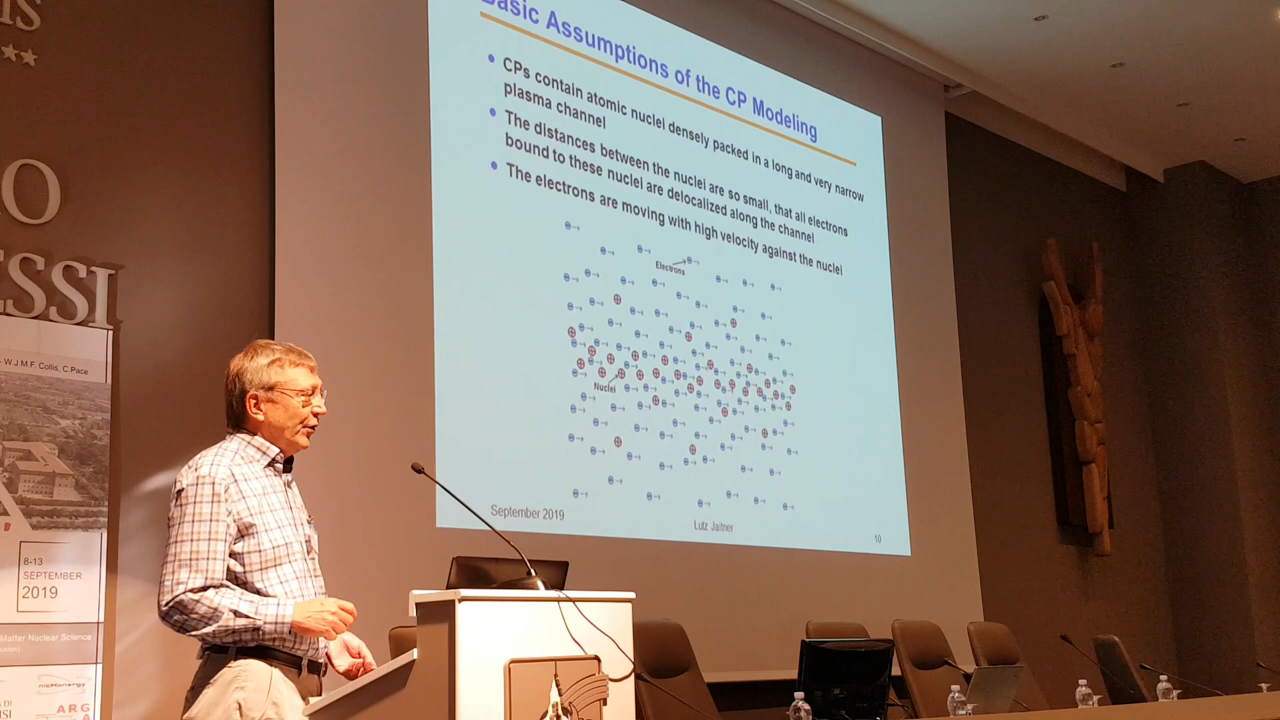 Basic Assumptions of the CP Modeling
• CPs contain atomic nuclei densely packed in a long and very narrow
plasma channel
• The distances between the nuclei are so small, that all electrons
bound to these nuclei are delocalized along the channel
• The electrons are moving with high velocity against the nuclei
Electrons
Nuclei
September 2019
Lutz Jaitner
10
IS
O
ESSI
W.J.M.F. Collis, C.Pace
8-13
SEPTEMBER
2019
Matter Nuclear Science
ARG
A